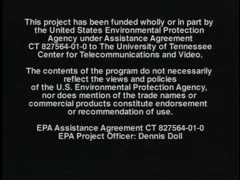 This project has been funded wholly or in part by
the United States Environmental Protection
Agency under Assistance Agreement
CT 827564-01-0 to The University of Tennessee
Center for Telecommunications and Video.
The contents of the program do not necessarily
reflect the views and policies
of the U.S. Environmental Protection Agency,
nor does mention of the trade names or
commercial products constitute endorsement
or recommendation of use.
EPA Assistance Agreement CT 827564-01-0
EPA Project Officer: Dennis Doll